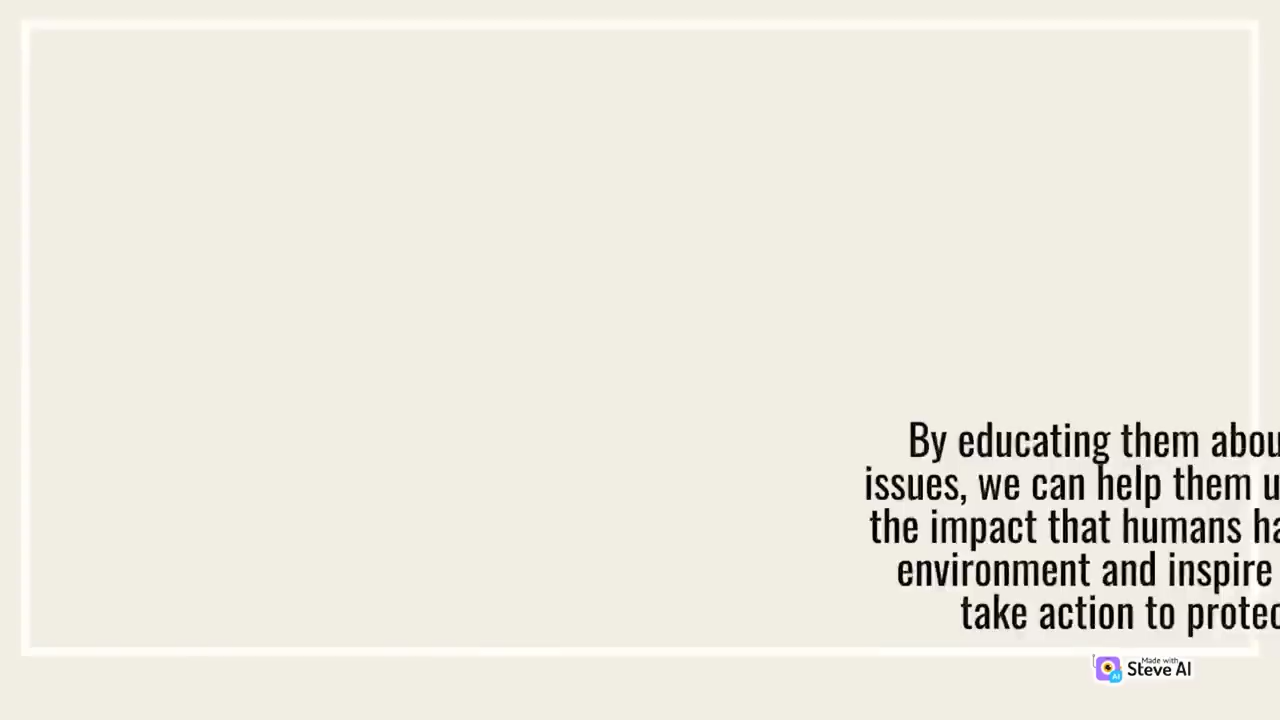 By educating them abou
issues, we can help them u
the impact that humans ha
environment and inspire
take action to protec
Made with
Steve AI
AI